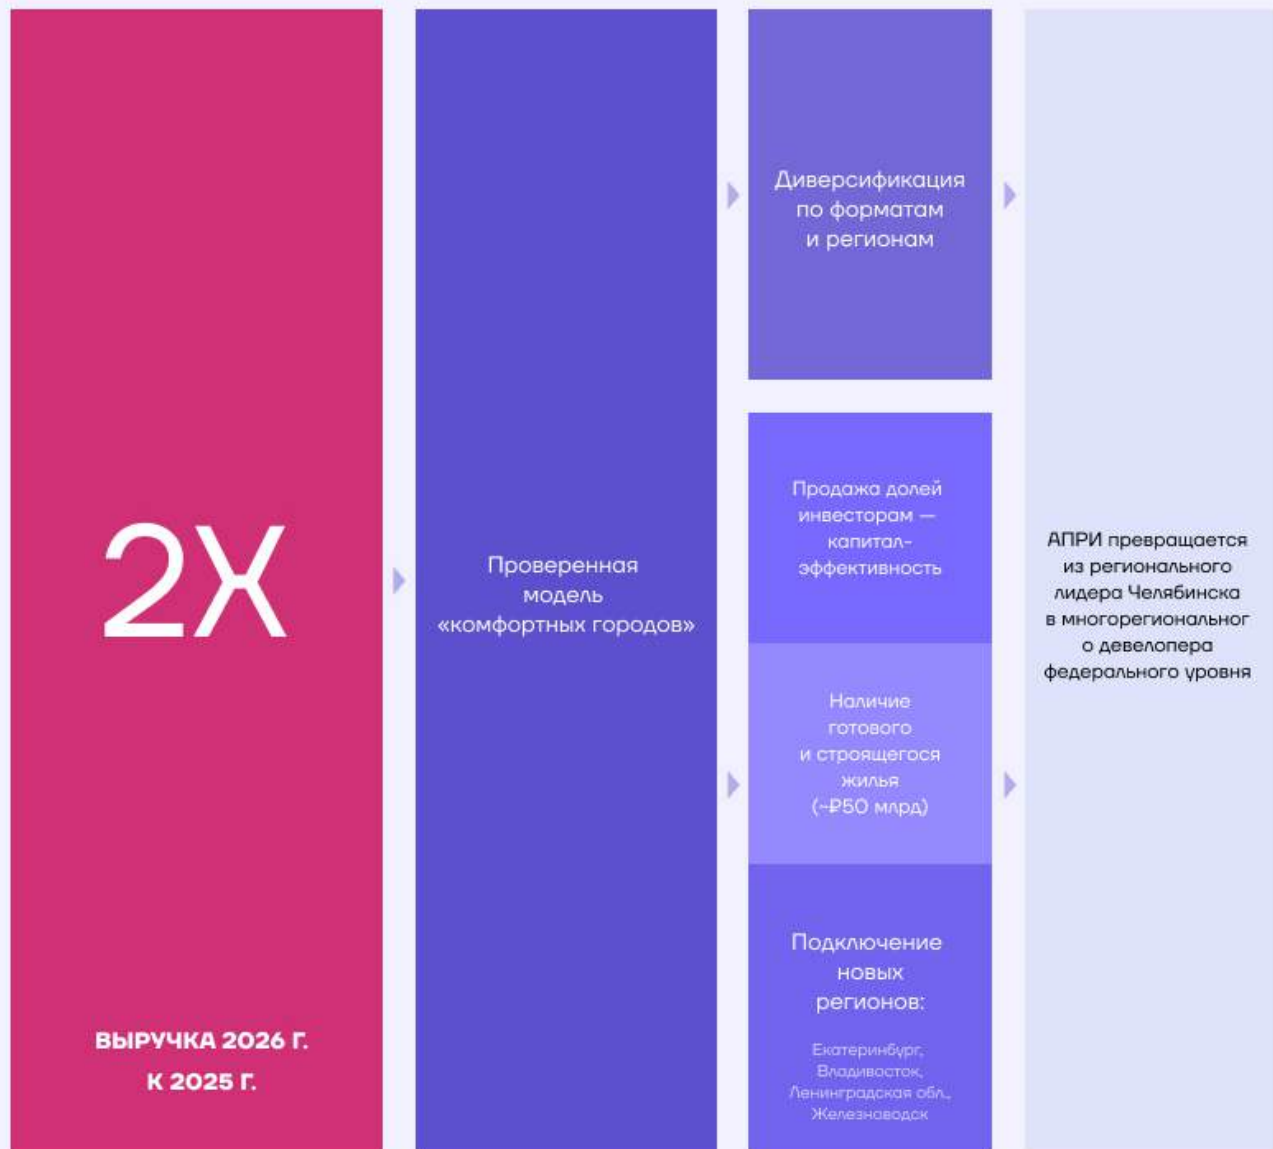 2X
ВЫРУЧКА 2026 Г.
К 2025 Г.
Проверенная
модель
«комфортных городов»
Диверсификация
по форматам
и регионам
Продажа долей
инвесторам —
капитал-
эффективность
Наличие
готового
и строящегося
жилья
(~₽50 млрд)
Подключение
новых
регионов:
Екатеринбург,
Владивосток,
Ленинградская обл.,
Железноводск
АПРИ превращается
из регионального
лидера Челябинска
в многорегиональног
о девелопера
федерального уровня